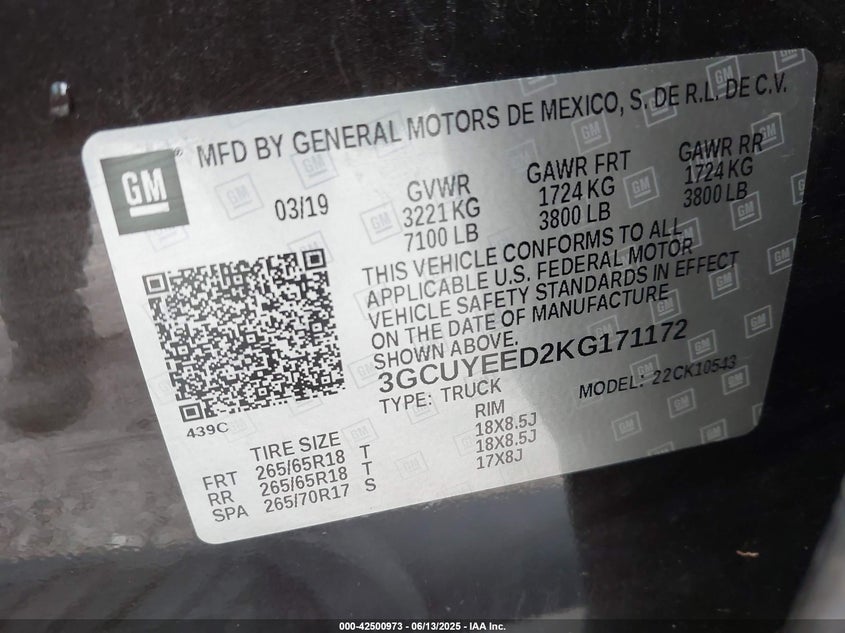 MFD BY GENERAL MOTORS DE MEXICO, S. DE R.L. DE C.V.
GM®
03/19
GVWR
3221 KG
7100 LB
GAWR FRT
1724 KG
3800 LB
GAWR RR
1724 KG
3800 LB
THIS VEHICLE CONFORMS TO ALL
APPLICABLE U.S. FEDERAL MOTOR
VEHICLE SAFETY STANDARDS IN EFFECT
ON THE DATE OF MANUFACTURE
SHOWN ABOVE.
3GCUYEED2KG171172
TYPE: TRUCK
MODEL: 22CK10543
439C
TIRE SIZE
RIM
FRT 265/65R18 T 18X8.5J
RR 265/65R18 T 18X8.5J
SPA 265/70R17 S 17X8J
000-42500973 - 06/13/2025 - IAA Inc.